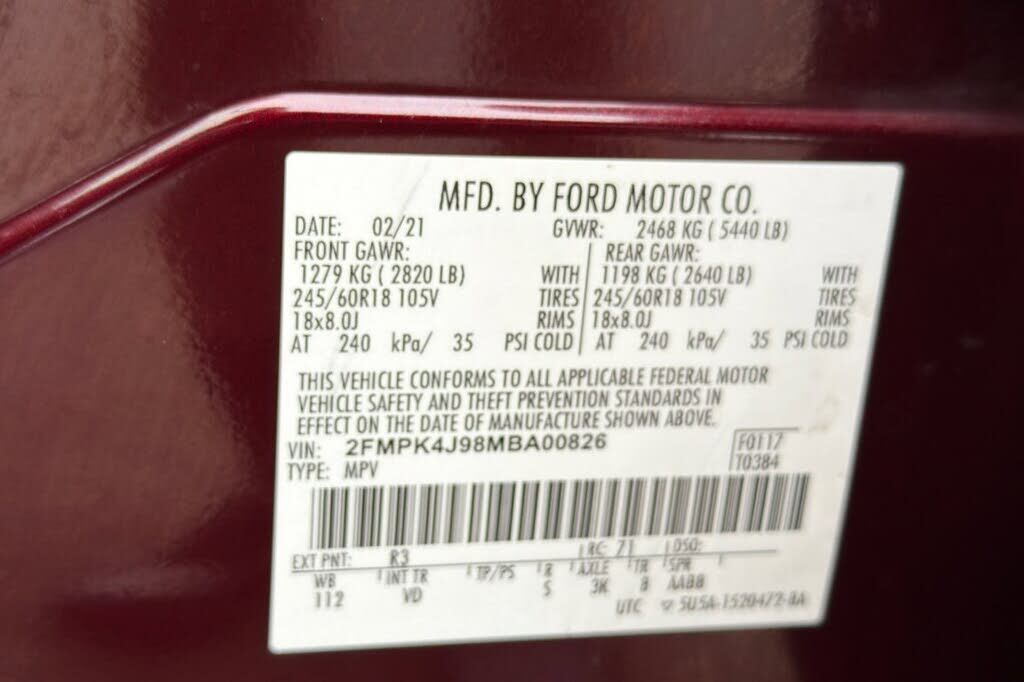 MFD. BY FORD MOTOR CO.
DATE: 02/21 GVWR: 2468 KG ( 5440 LB)
FRONT GAWR: REAR GAWR:
1279 KG ( 2820 LB) WITH 1198 KG ( 2640 LB) WITH
245/60R18 105V TIRES 245/60R18 105V TIRES
18x8.0J RIMS 18x8.0J RIMS
AT 240 kPa/ 35 PSI COLD AT 240 kPa/ 35 PSI COLD
THIS VEHICLE CONFORMS TO ALL APPLICABLE FEDERAL MOTOR
VEHICLE SAFETY AND THEFT PREVENTION STANDARDS IN
EFFECT ON THE DATE OF MANUFACTURE SHOWN ABOVE.
VIN: 2FMPK4J98MBA00826 F0117
TYPE: MPV T0384
EXT PNT: R3 RC: 71 DSO:
WB INT TR TP/PS R AXLE TR SPR
112 VD S 3K 8 AABB
UTC 5U5A-1520472-BA